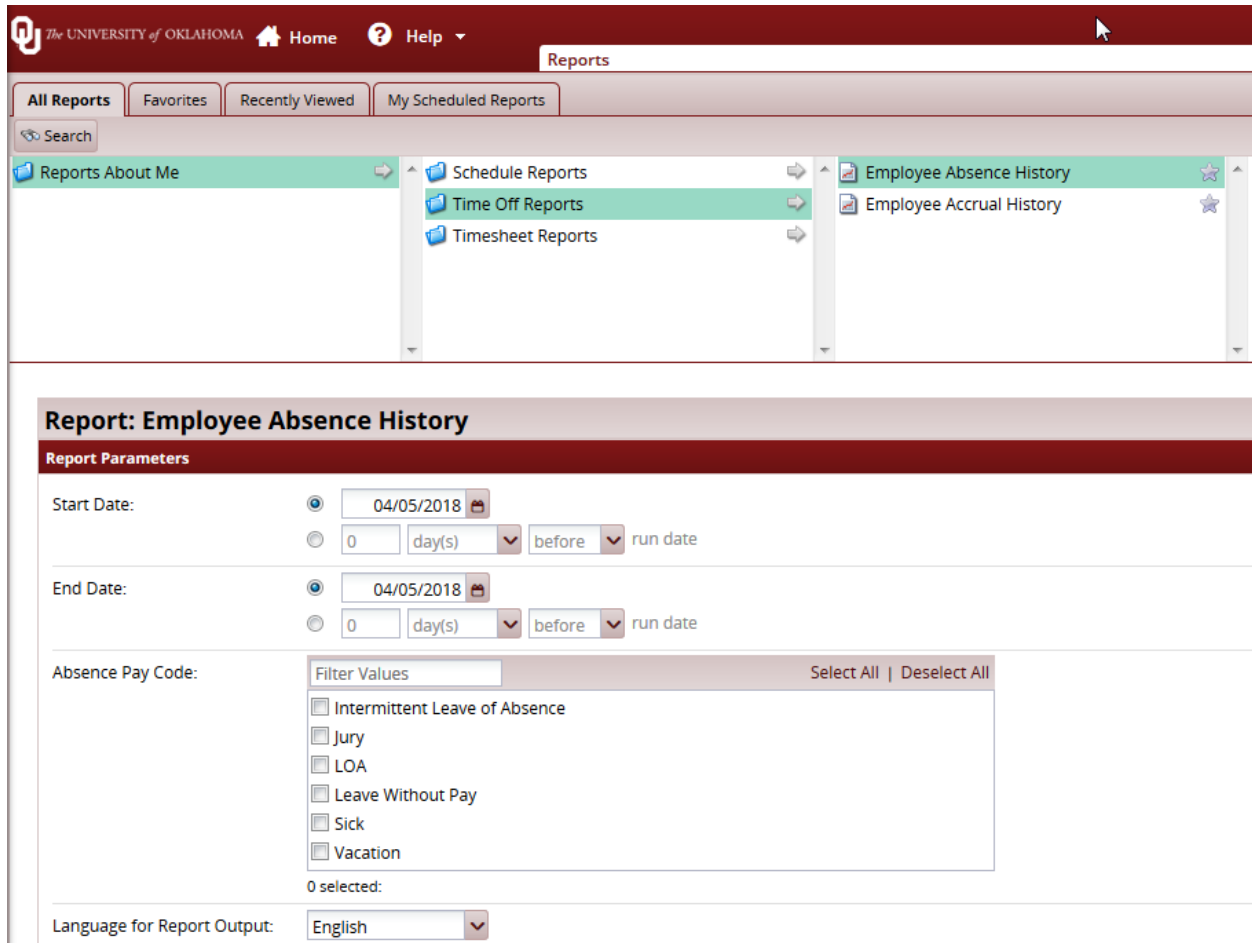 OU The UNIVERSITY of OKLAHOMA Home ? Help
Reports
All Reports Favorites Recently Viewed My Scheduled Reports
Search
Reports About Me Schedule Reports Employee Absence History
Time Off Reports Employee Accrual History
Timesheet Reports
Report: Employee Absence History
Report Parameters
Start Date: 04/05/2018
0 day(s) before run date
End Date: 04/05/2018
0 day(s) before run date
Absence Pay Code: Filter Values Select All | Deselect All
Intermittent Leave of Absence
Jury
LOA
Leave Without Pay
Sick
Vacation
0 selected:
Language for Report Output: English